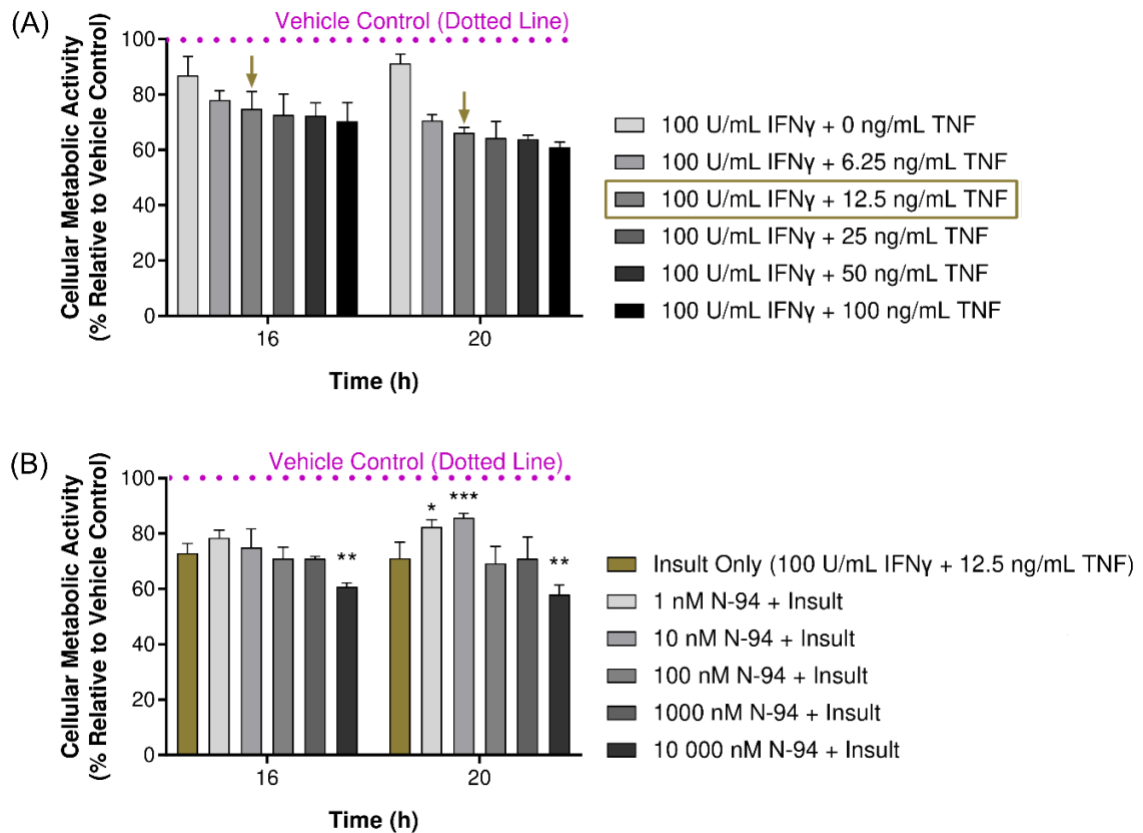 (A)
Vehicle Control (Dotted Line)
Cellular Metabolic Activity
(% Relative to Vehicle Control)
100
80
60
40
20
0
16
20
Time (h)
100 U/mL IFNγ + 0 ng/mL TNF
100 U/mL IFNγ + 6.25 ng/mL TNF
100 U/mL IFNγ + 12.5 ng/mL TNF
100 U/mL IFNγ + 25 ng/mL TNF
100 U/mL IFNγ + 50 ng/mL TNF
100 U/mL IFNγ + 100 ng/mL TNF
(B)
Vehicle Control (Dotted Line)
Cellular Metabolic Activity
(% Relative to Vehicle Control)
100
80
60
40
20
0
**
*
***
**
16
20
Time (h)
Insult Only (100 U/mL IFNγ + 12.5 ng/mL TNF)
1 nM N-94 + Insult
10 nM N-94 + Insult
100 nM N-94 + Insult
1000 nM N-94 + Insult
10 000 nM N-94 + Insult